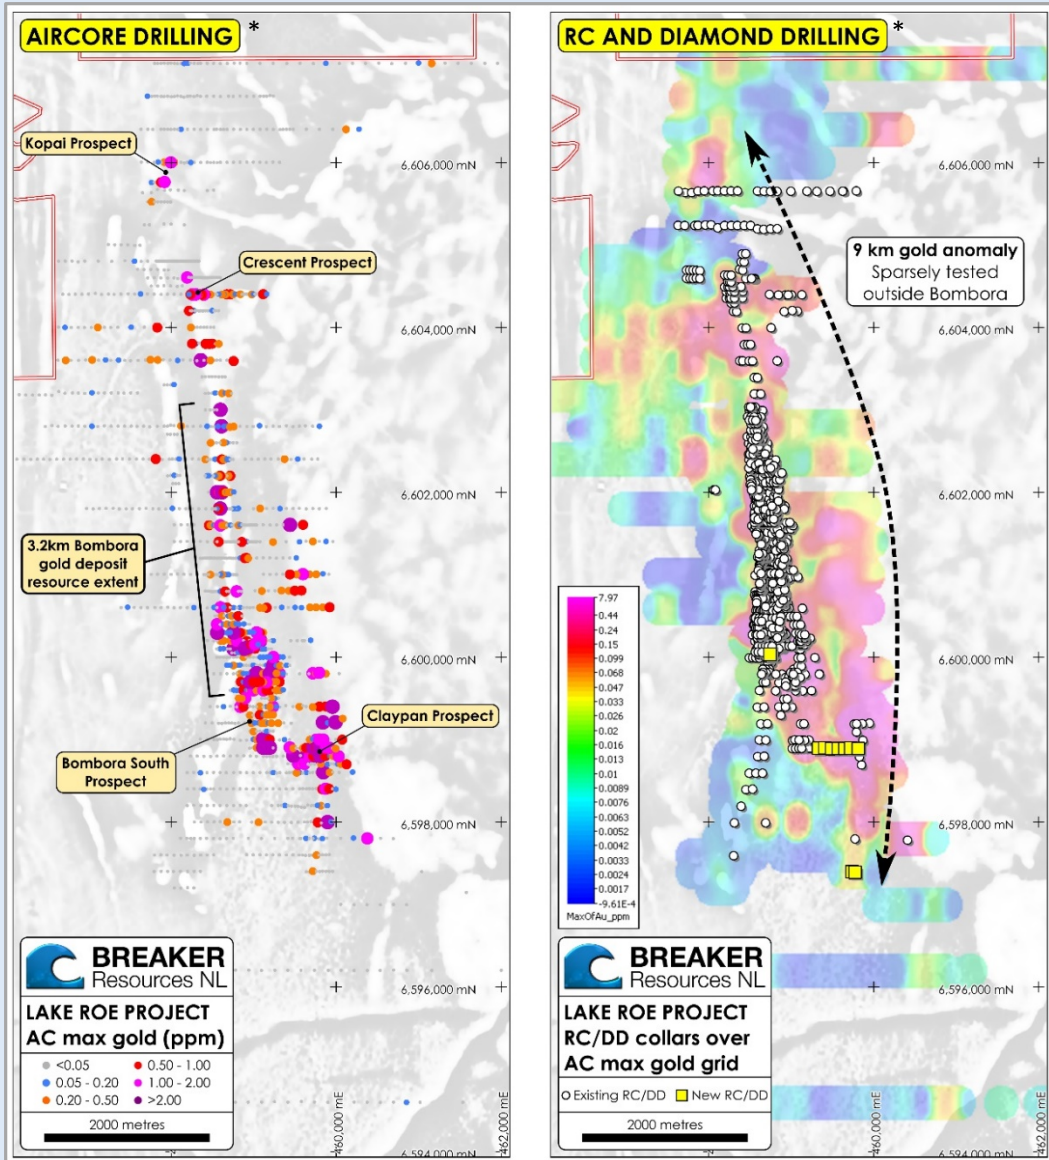 AIRCORE DRILLING *
Kopai Prospect
Crescent Prospect
3.2km Bombora
gold deposit
resource extent
Claypan Prospect
Bombora South
Prospect
6,606,000 mN
6,604,000 mN
6,602,000 mN
6,600,000 mN
6,598,000 mN
6,596,000 mN
BREAKER
Resources NL
LAKE ROE PROJECT
AC max gold (ppm)
<0.05
0.05 - 0.20
0.20 - 0.50
0.50 - 1.00
1.00 - 2.00
>2.00
2000 metres
460,000 mE
462,000 mE
RC AND DIAMOND DRILLING *
9 km gold anomaly
Sparsely tested
outside Bombora
6,606,000 mN
6,604,000 mN
6,602,000 mN
6,600,000 mN
6,598,000 mN
6,596,000 mN
6,594,000 mN
7.97
0.44
0.24
0.15
0.099
0.068
0.047
0.033
0.026
0.02
0.016
0.013
0.01
0.0089
0.0076
0.0063
0.0052
0.0042
0.0033
0.0024
0.0017
-9.61E-4
MaxOfAu_ppm
BREAKER
Resources NL
LAKE ROE PROJECT
RC/DD collars over
AC max gold grid
Existing RC/DD
New RC/DD
2000 metres
460,000 mE
462,000 mE